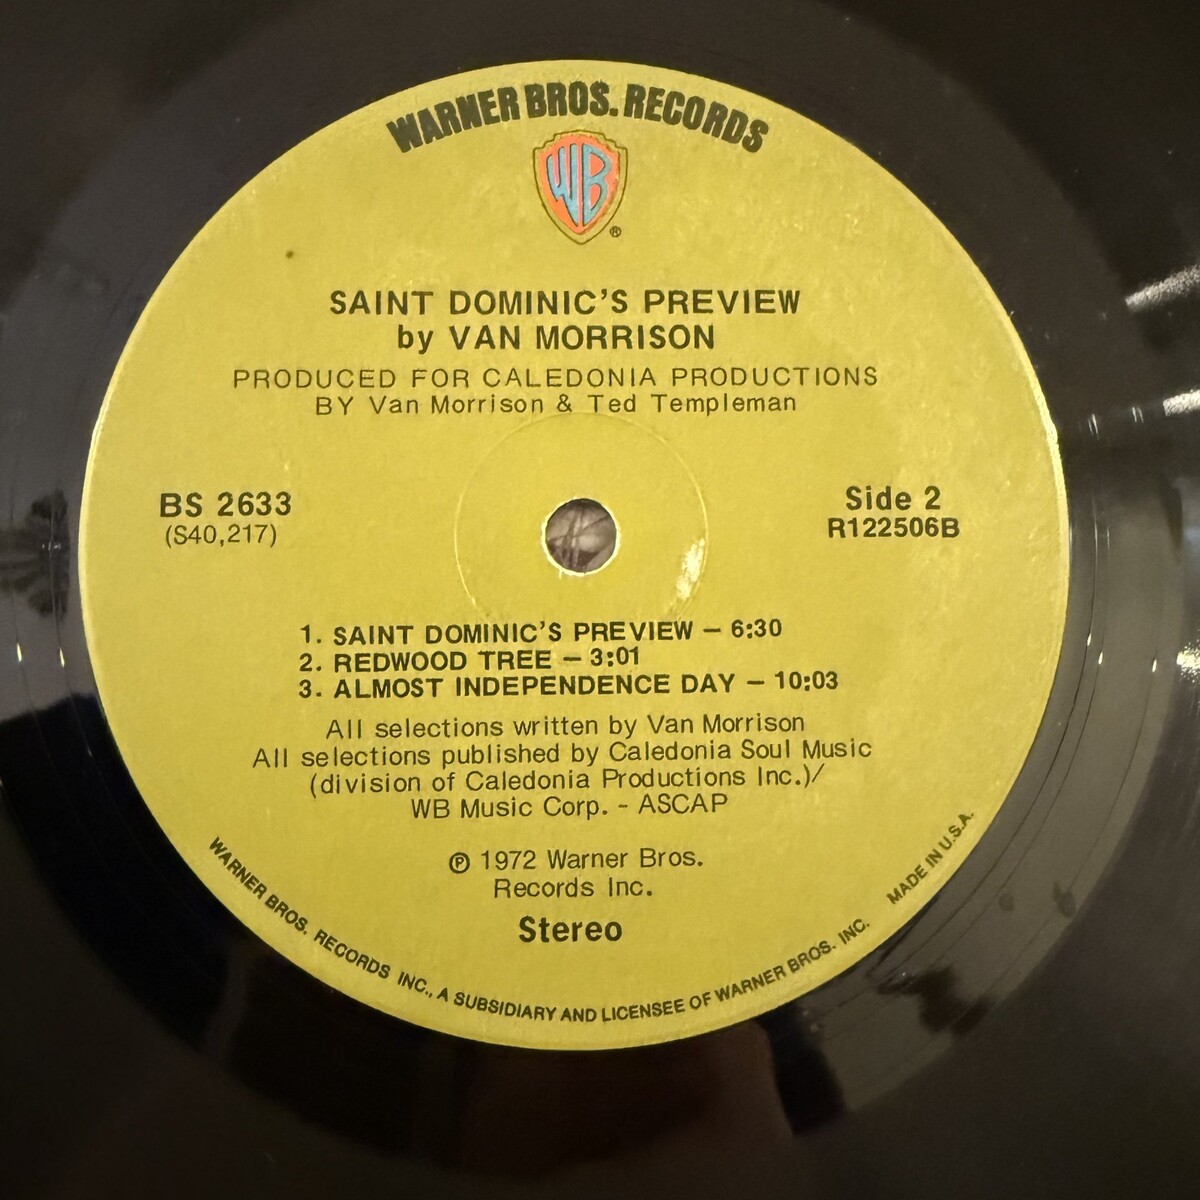 WARNER BROS. RECORDS
WB
®
SAINT DOMINIC'S PREVIEW
by VAN MORRISON
PRODUCED FOR CALEDONIA PRODUCTIONS
BY Van Morrison & Ted Templeman
BS 2633
(S40,217)
Side 2
R122506B
1. SAINT DOMINIC'S PREVIEW – 6:30
2. REDWOOD TREE – 3:01
3. ALMOST INDEPENDENCE DAY – 10:03
All selections written by Van Morrison
All selections published by Caledonia Soul Music
(division of Caledonia Productions Inc.)/
WB Music Corp. - ASCAP
℗ 1972 Warner Bros.
Records Inc.
Stereo
WARNER BROS. RECORDS INC., A SUBSIDIARY AND LICENSEE OF WARNER BROS. INC. MADE IN U.S.A.